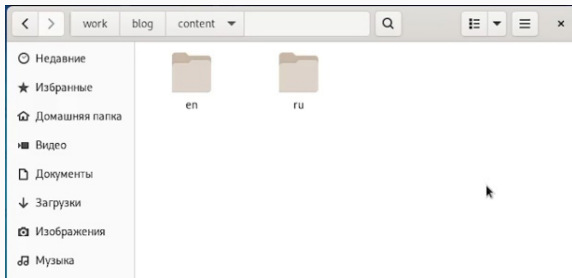 work blog content
Недавние
Избранные
en ru
Домашняя папка
Видео
Документы
Загрузки
Изображения
Музыка